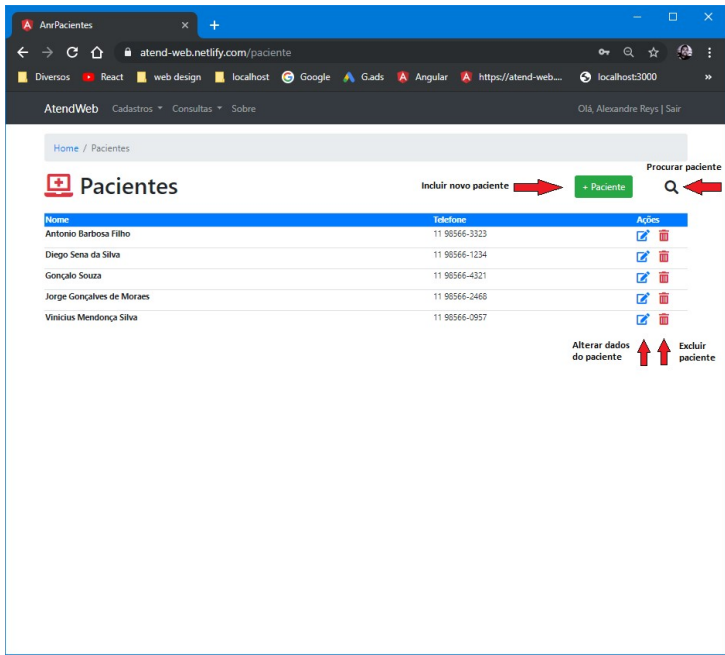 AnrPacientes
atend-web.netlify.com/paciente
Diversos React web design localhost Google G.ads Angular https://atend-web.... localhost:3000 »
AtendWeb Cadastros Consultas Sobre Olá, Alexandre Reys | Sair
Home / Pacientes
Procurar paciente
Pacientes Incluir novo paciente + Paciente
Nome Telefone Ações
Antonio Barbosa Filho 11 98566-3323
Diego Sena da Silva 11 98566-1234
Gonçalo Souza 11 98566-4321
Jorge Gonçalves de Moraes 11 98566-2468
Vinicius Mendonça Silva 11 98566-0957
Alterar dados Excluir
do paciente paciente